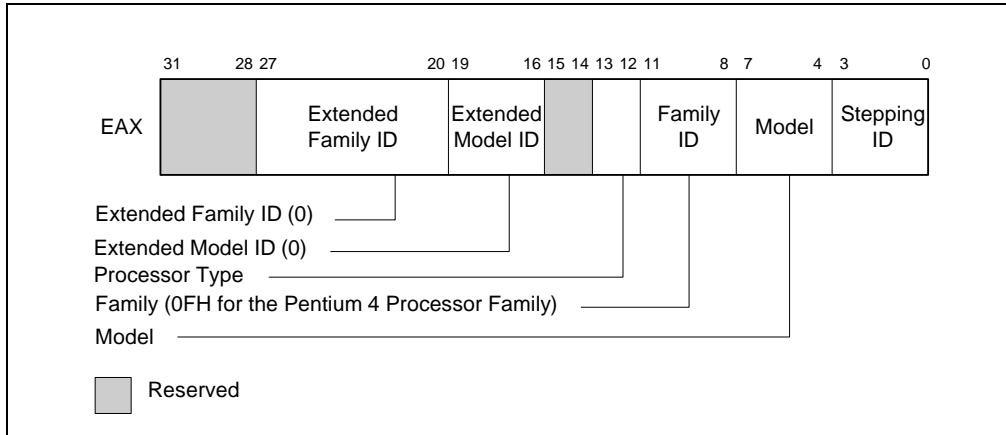 31 28 27 20 19 16 15 14 13 12 11 8 7 4 3 0
EAX
Extended Family ID
Extended Model ID
Family ID
Model
Stepping ID
Extended Family ID (0)
Extended Model ID (0)
Processor Type
Family (0FH for the Pentium 4 Processor Family)
Model
Reserved